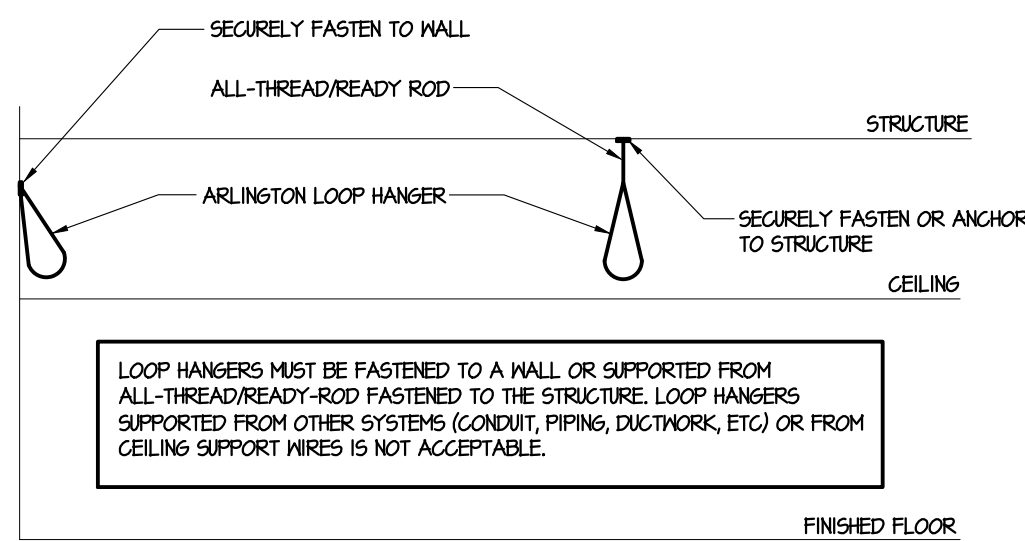 SECURELY FASTEN TO WALL
ALL-THREAD/READY ROD
STRUCTURE
ARLINGTON LOOP HANGER
SECURELY FASTEN OR ANCHOR
TO STRUCTURE
CEILING
LOOP HANGERS MUST BE FASTENED TO A WALL OR SUPPORTED FROM
ALL-THREAD/READY-ROD FASTENED TO THE STRUCTURE. LOOP HANGERS
SUPPORTED FROM OTHER SYSTEMS (CONDUIT, PIPING, DUCTWORK, ETC) OR FROM
CEILING SUPPORT WIRES IS NOT ACCEPTABLE.
FINISHED FLOOR